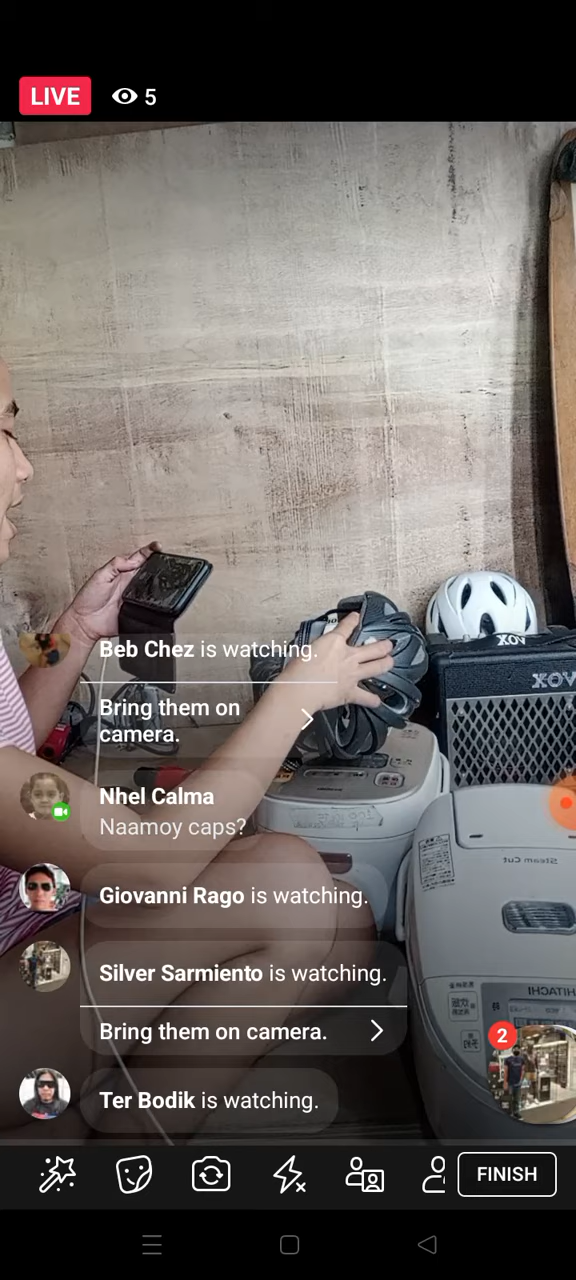 LIVE
5
Beb Chez is watching.
Bring them on
camera.
Nhel Calma
Naamoy caps?
Giovanni Rago is watching.
Silver Sarmiento is watching.
Bring them on camera.
Ter Bodik is watching.
VOX
VOX
Steam Cut
HITACHI
2
FINISH